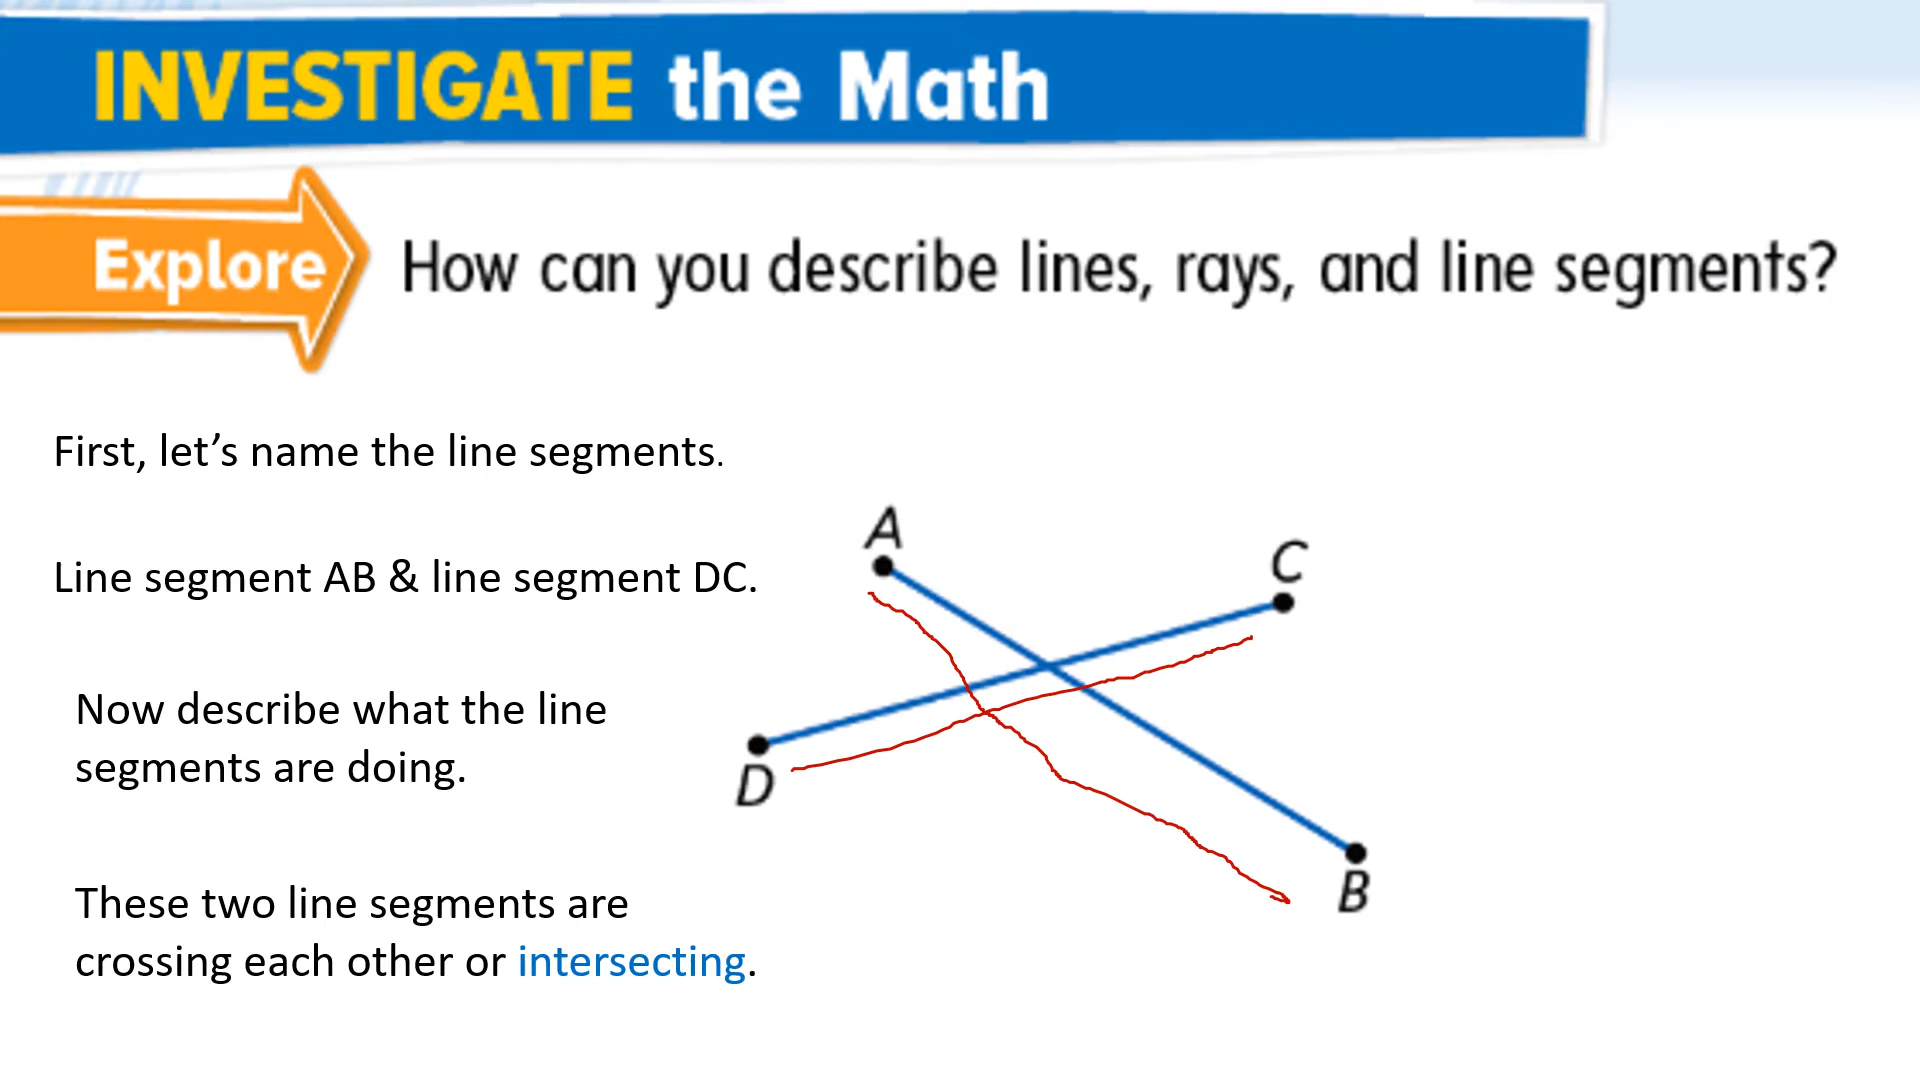 INVESTIGATE the Math
Explore
How can you describe lines, rays, and line segments?
First, let’s name the line segments.
Line segment AB & line segment DC.
Now describe what the line
segments are doing.
These two line segments are
crossing each other or intersecting.
A
C
D
B